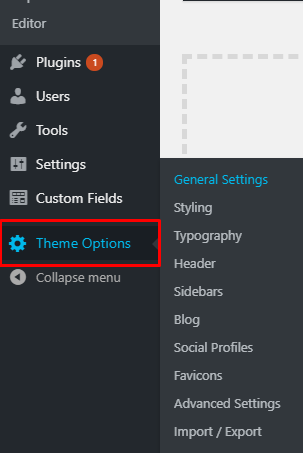 Editor
Plugins 1
Users
Tools
Settings
Custom Fields
Theme Options
Collapse menu
General Settings
Styling
Typography
Header
Sidebars
Blog
Social Profiles
Favicons
Advanced Settings
Import / Export